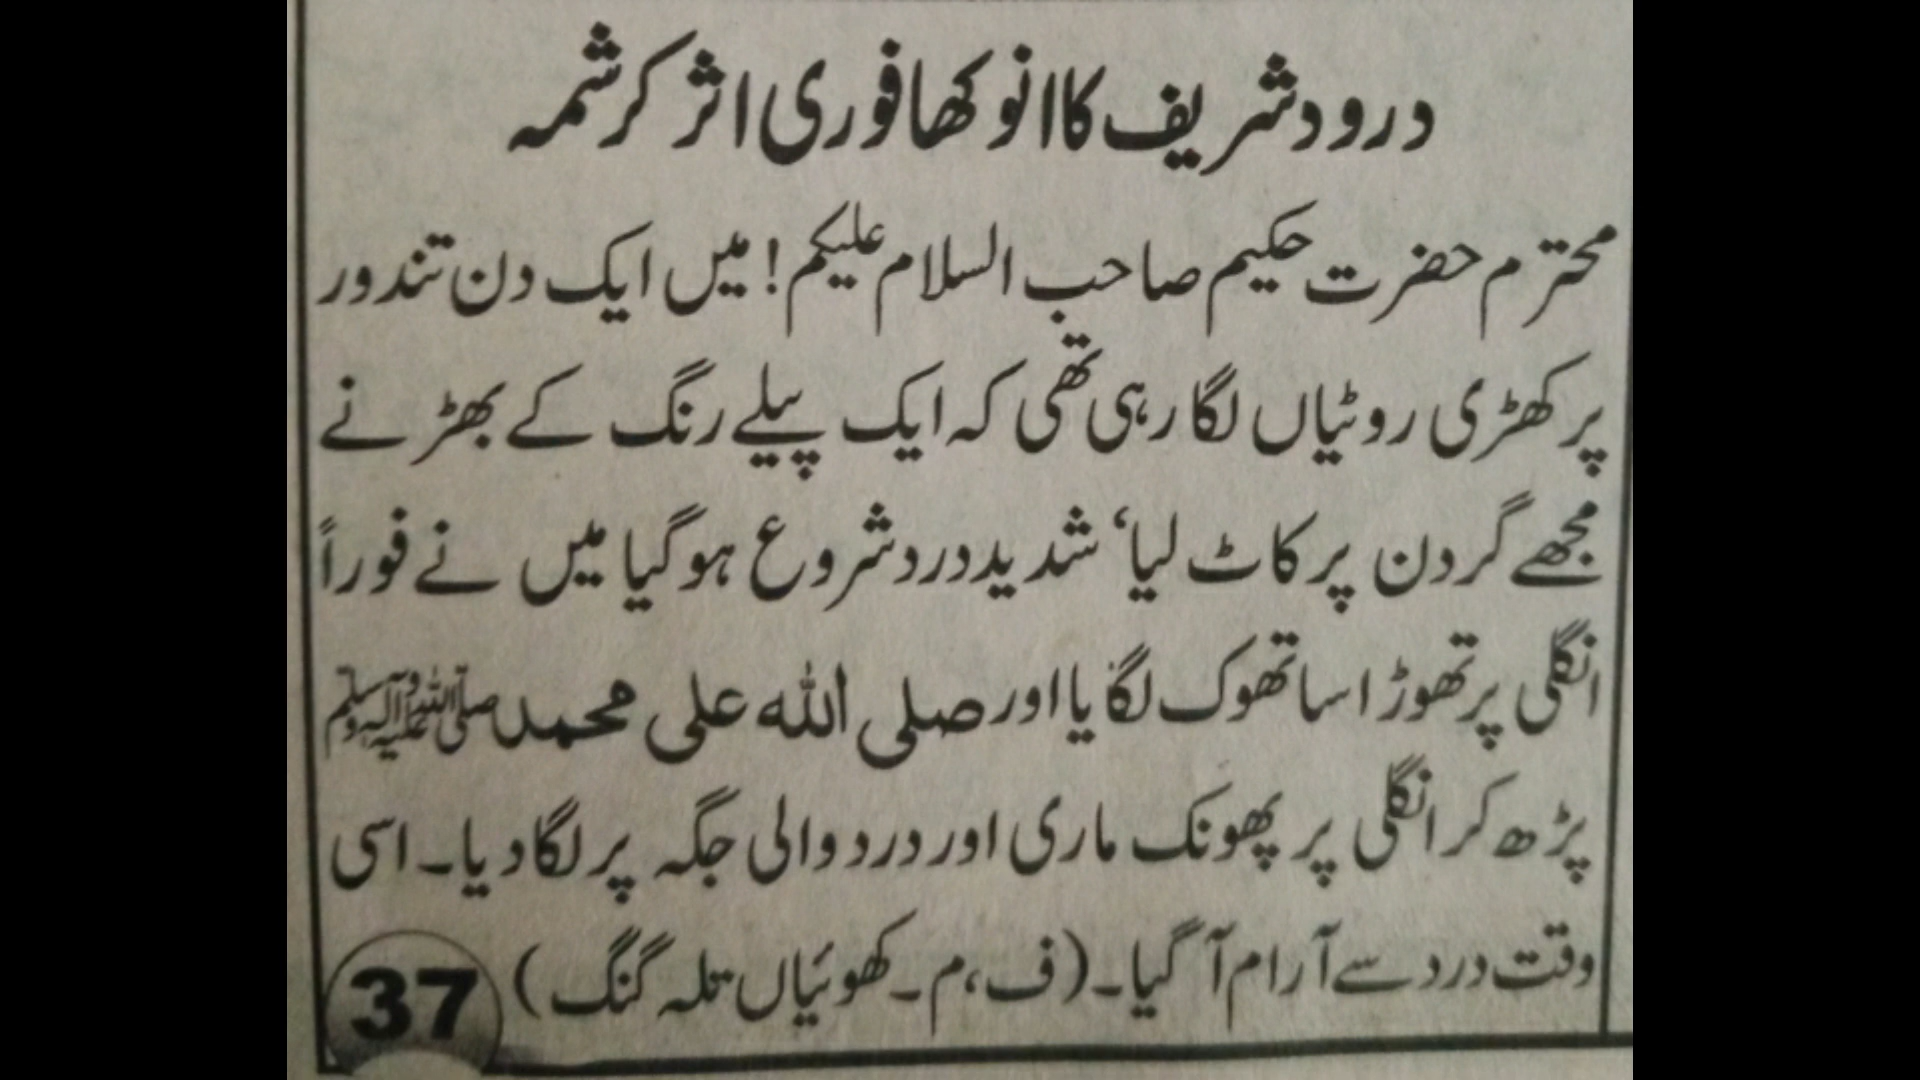 درود شریف کا انوکھا فوری اثر کرشمہ
محترم حضرت حکیم صاحب السلام علیکم! میں ایک دن تندور
پر کھڑی روٹیاں لگا رہی تھی کہ ایک پیلے رنگ کے بھڑ نے
مجھے گردن پر کاٹ لیا‘ شدید درد شروع ہوگیا میں نے فوراً
انگلی پر تھوڑا سا تھوک لگایا اور صلی اللہ علی محمد صلی اللہ علیہ وآلہ وسلم
پڑھ کر انگلی پر پھونک ماری اور درد والی جگہ پر لگا دیا۔ اسی
وقت درد سے آرام آ گیا۔ (ف،م۔ کھوئیاں تلہ گنگ)
37